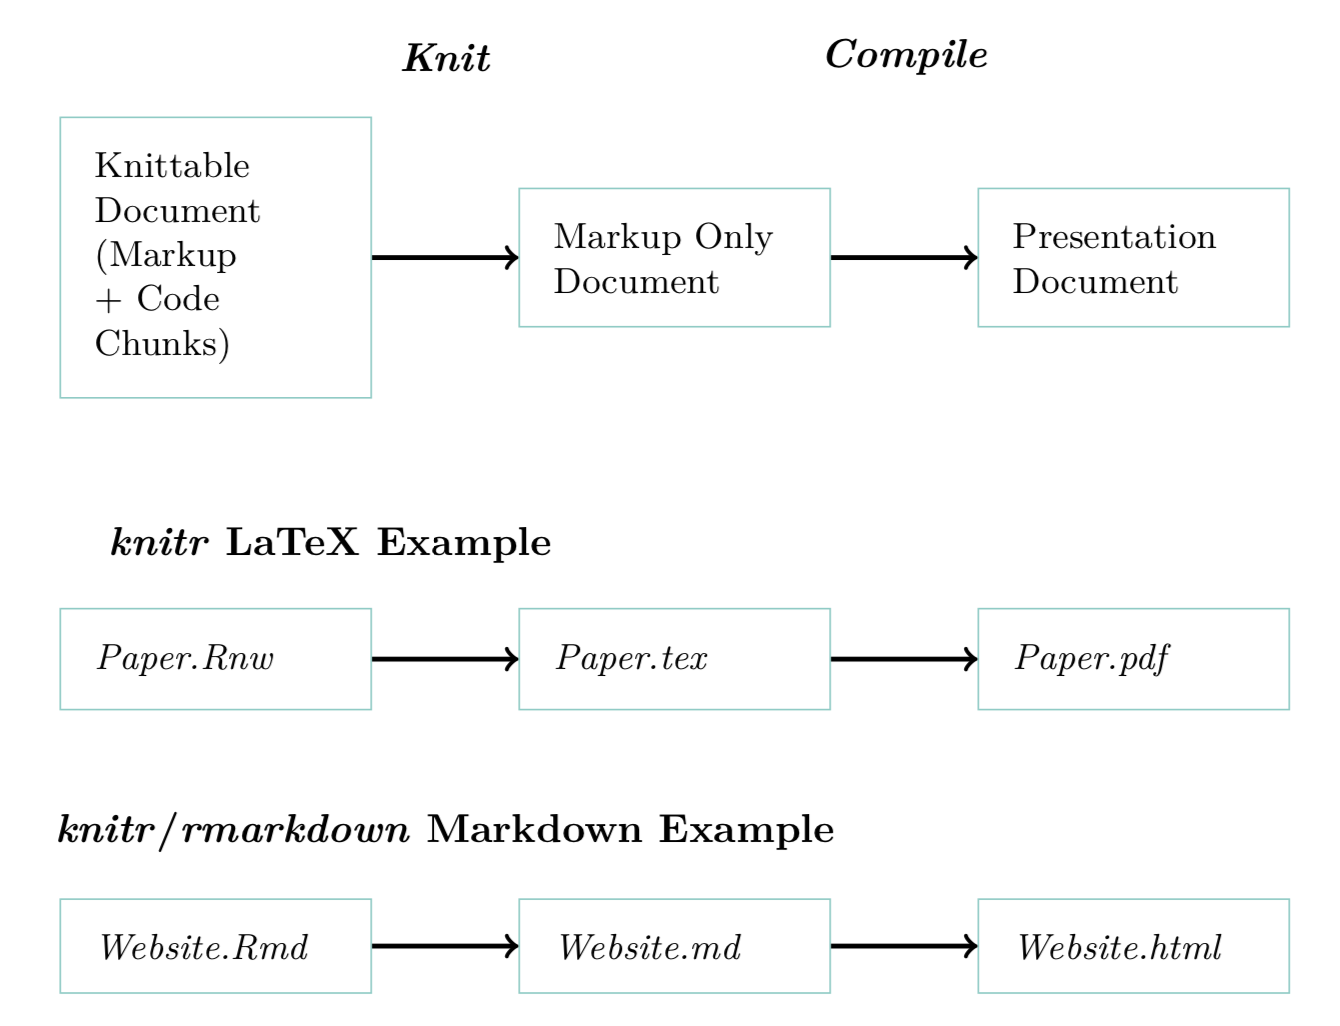 Knit
Compile
Knittable
Document
(Markup
+ Code
Chunks)
Markup Only
Document
Presentation
Document
knitr LaTeX Example
Paper.Rnw
Paper.tex
Paper.pdf
knitr/rmarkdown Markdown Example
Website.Rmd
Website.md
Website.html